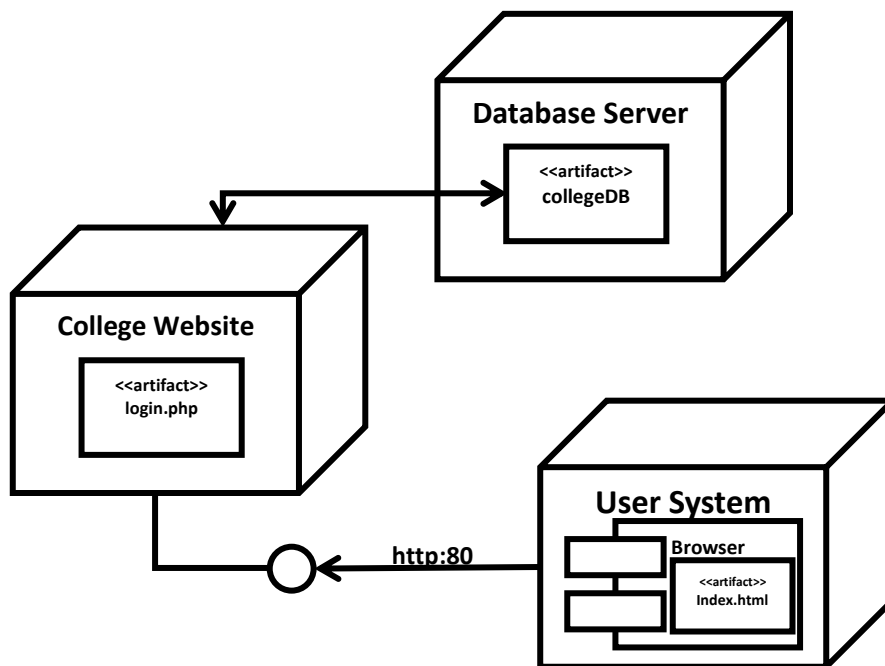 Database Server
<<artifact>>
collegeDB
College Website
<<artifact>>
login.php
User System
Browser
<<artifact>>
Index.html
http:80